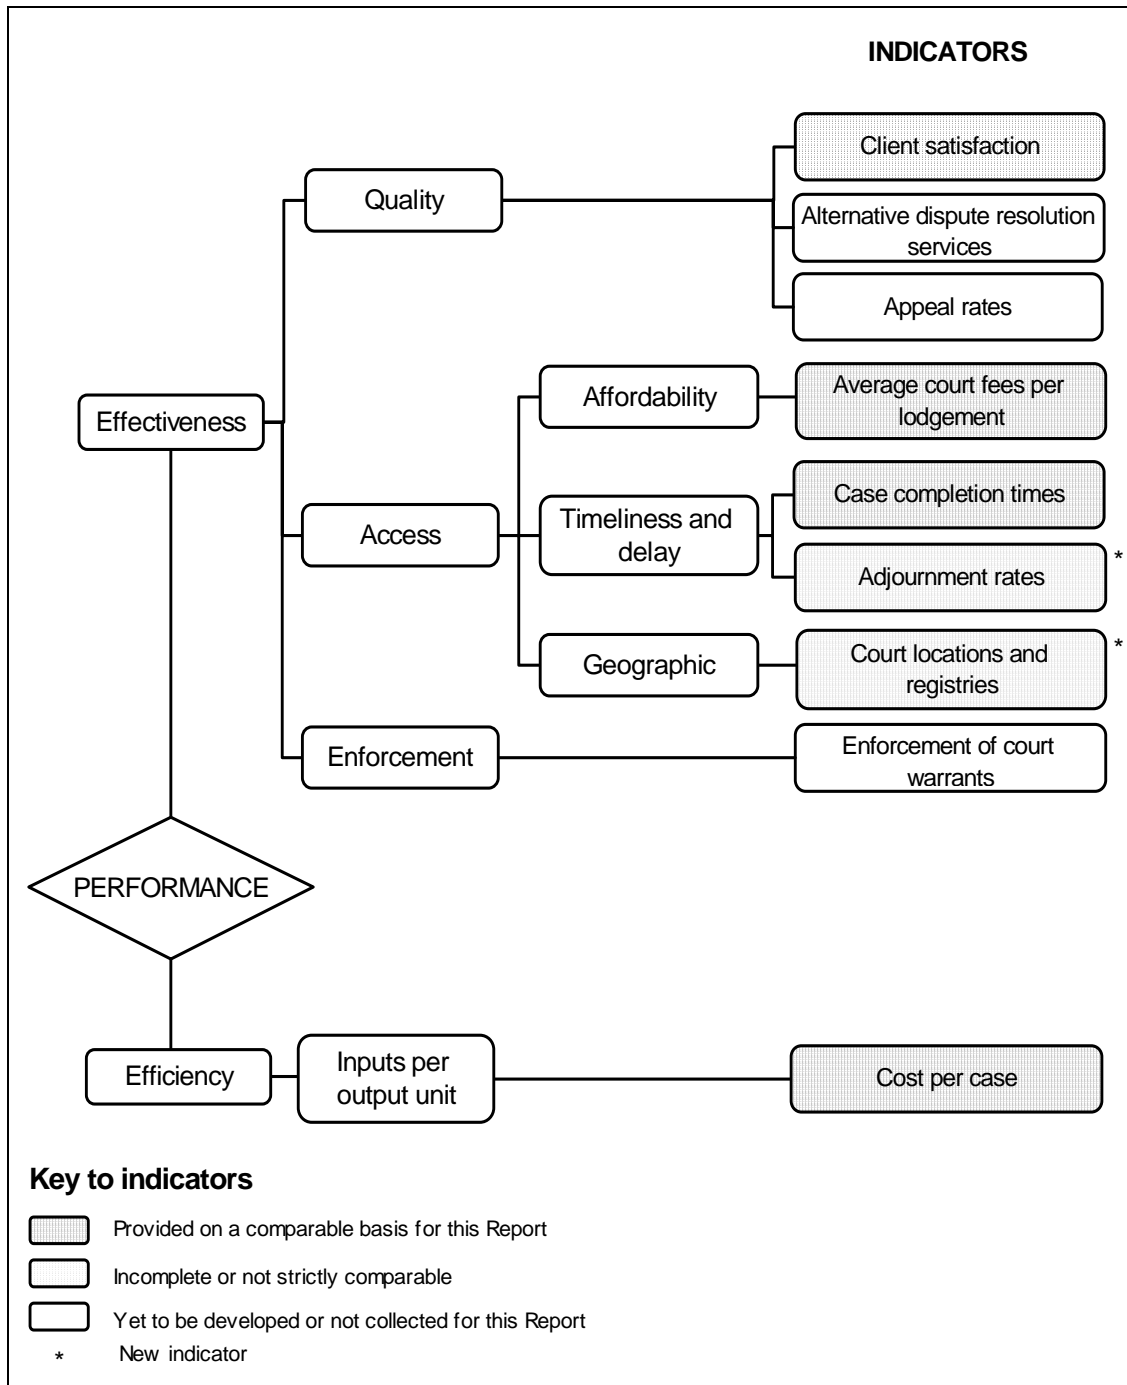 INDICATORS
Client satisfaction
Quality
Alternative dispute resolution
services
Appeal rates
Affordability
Average court fees per
lodgement
Effectiveness
Case completion times
Access
Timeliness and
delay
Adjournment rates
*
Geographic
Court locations and
registries
*
Enforcement
Enforcement of court
warrants
PERFORMANCE
Efficiency
Inputs per
output unit
Cost per case
Key to indicators
Provided on a comparable basis for this Report
Incomplete or not strictly comparable
Yet to be developed or not collected for this Report
* New indicator